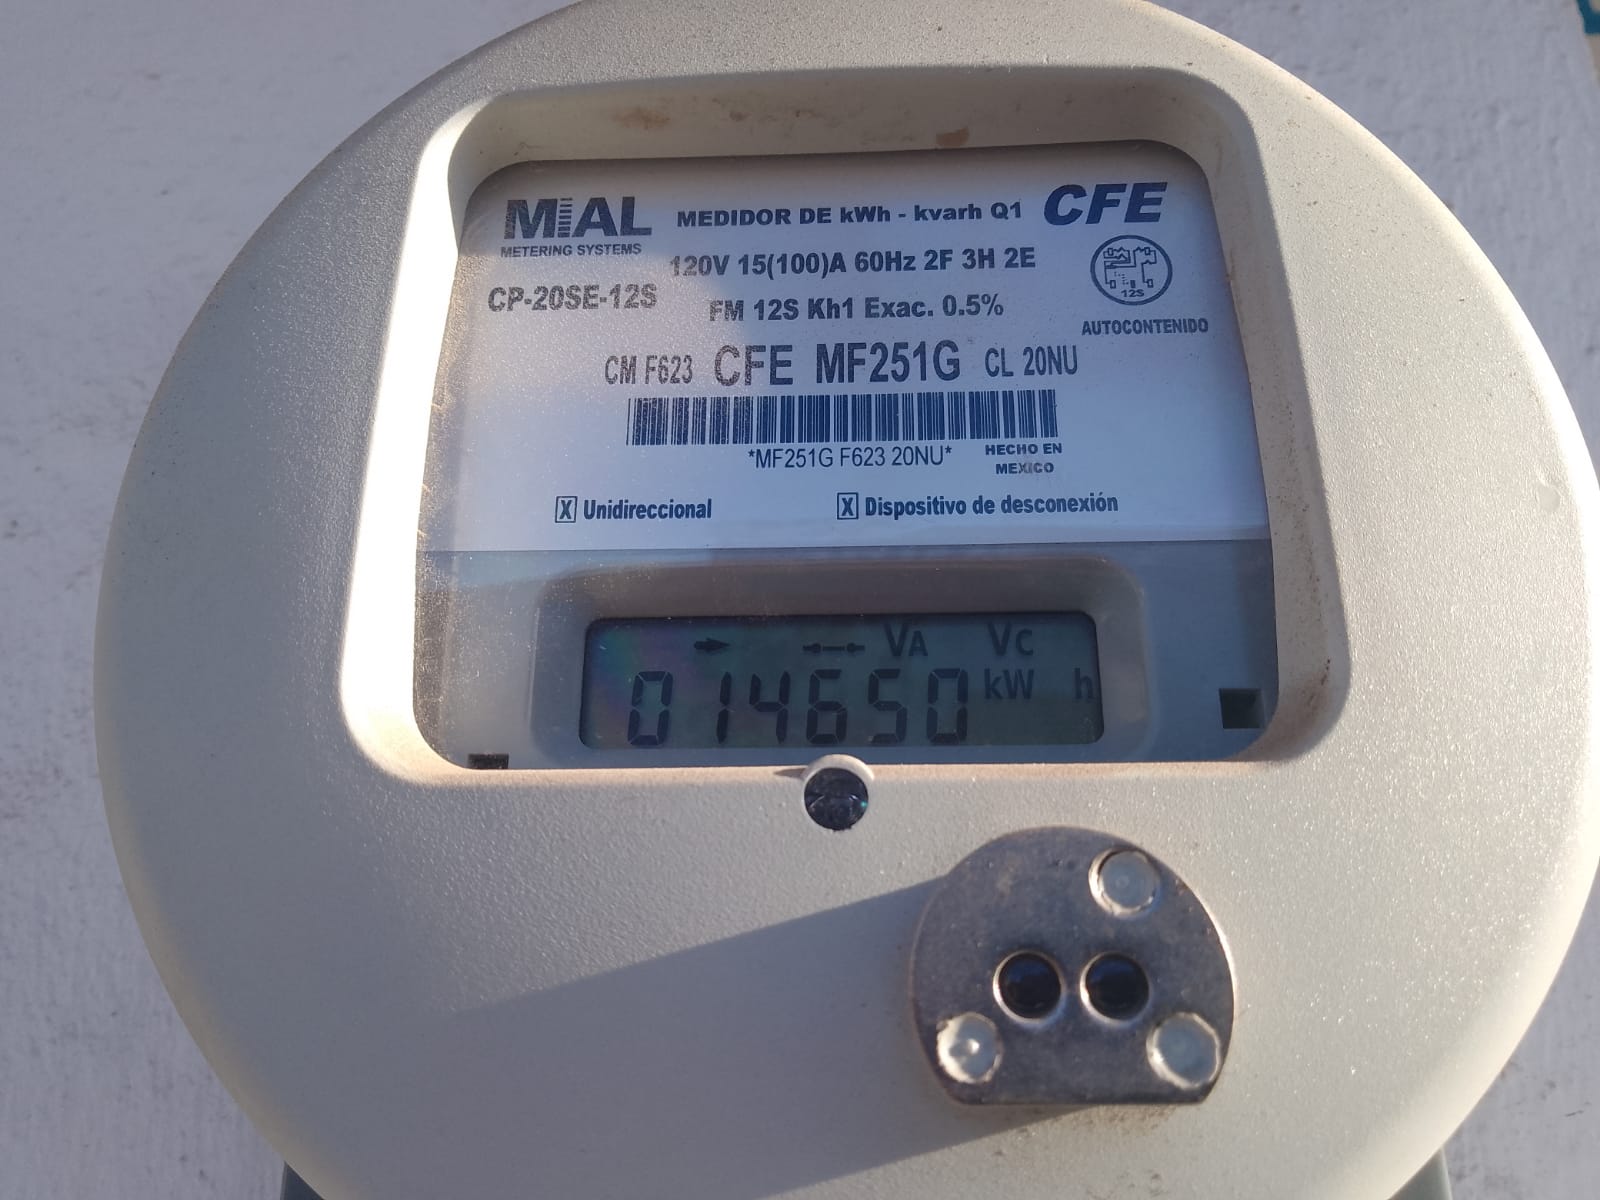 MIAL
METERING SYSTEMS
MEDIDOR DE kWh - kvarh Q1
CFE
120V 15(100)A 60Hz 2F 3H 2E
CP-20SE-12S
FM 12S Kh1 Exac. 0.5%
12S
AUTOCONTENIDO
CM F623 CFE MF251G CL 20NU
*MF251G F623 20NU*
HECHO EN
MEXICO
X Unidireccional
X Dispositivo de desconexión
VA VC
014650 kW h